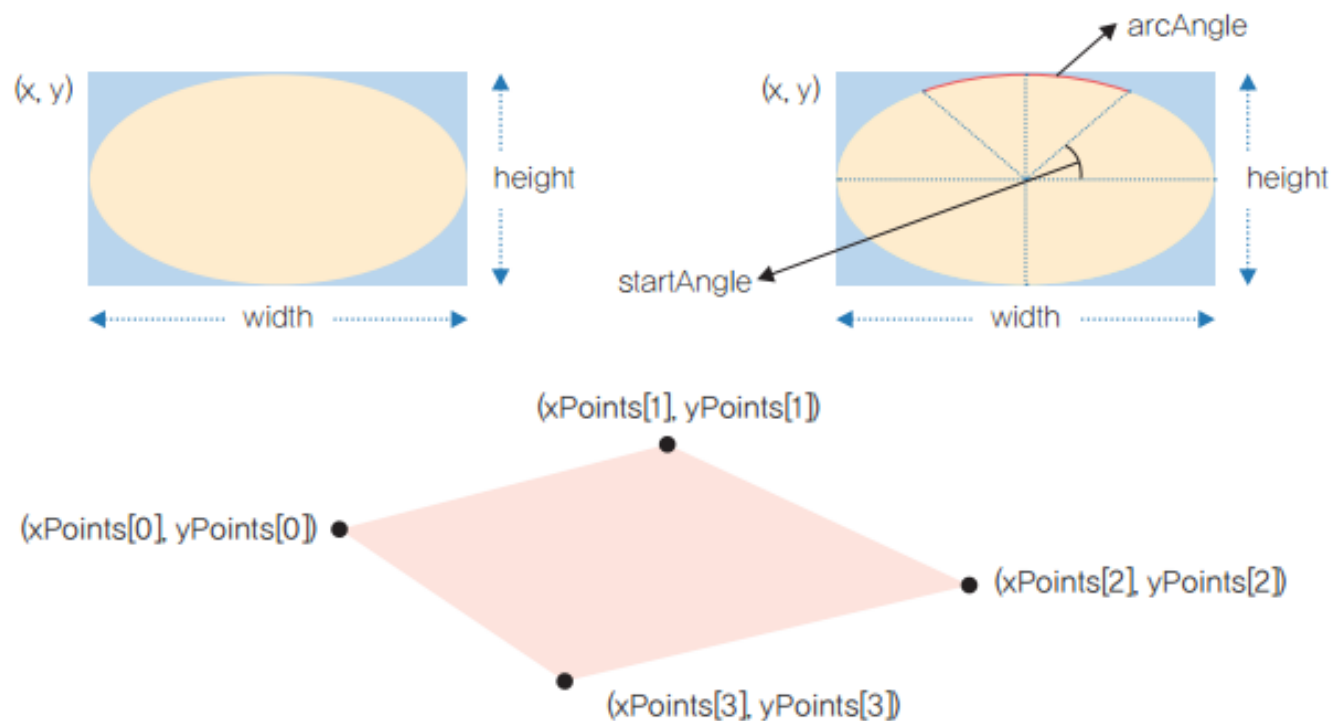 (x, y)
height
width
arcAngle
(x, y)
height
startAngle
width
(xPoints[1], yPoints[1])
(xPoints[0], yPoints[0])
(xPoints[2], yPoints[2])
(xPoints[3], yPoints[3])